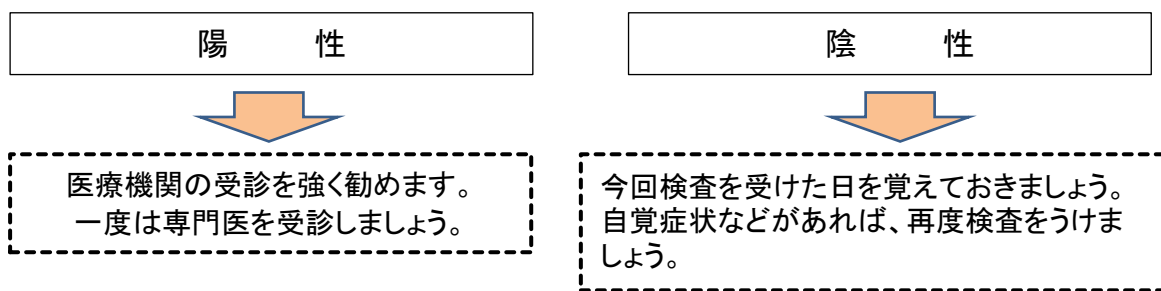 陽　性
医療機関の受診を強く勧めます。
一度は専門医を受診しましょう。
陰　性
今回検査を受けた日を覚えておきましょう。
自覚症状などがあれば、再度検査をうけま
しょう。